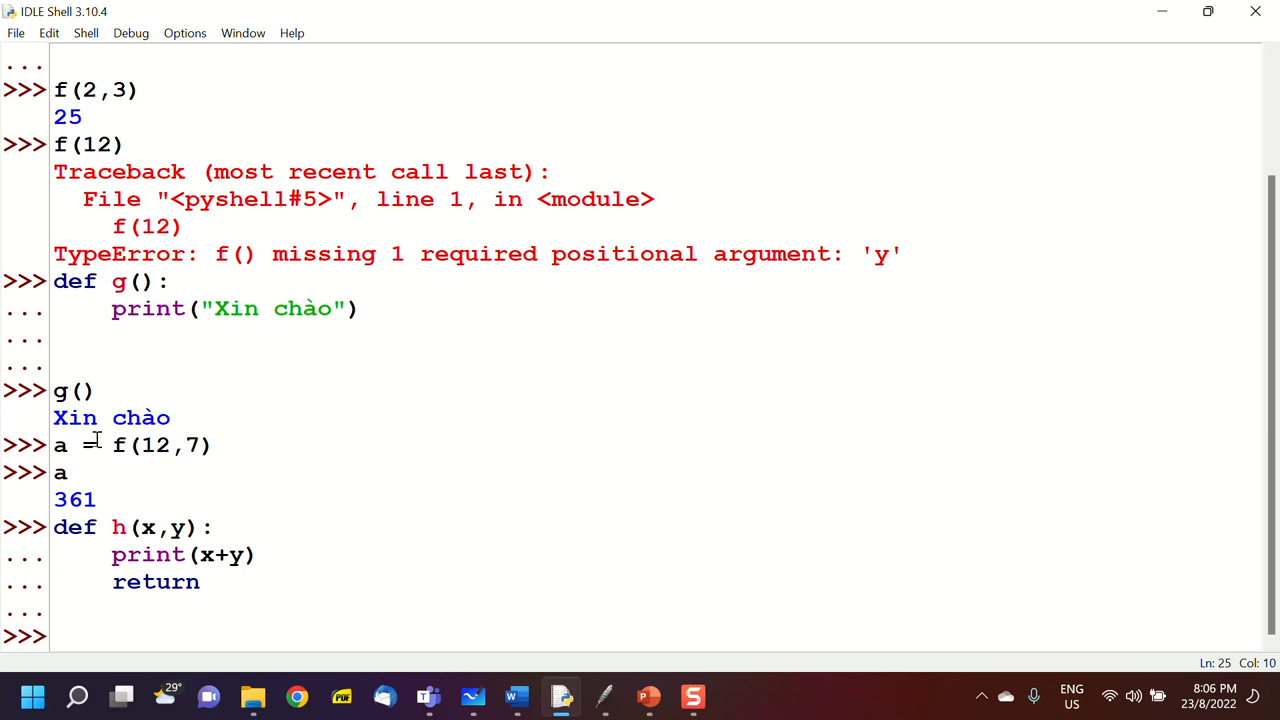 IDLE Shell 3.10.4
File Edit Shell Debug Options Window Help
...
>>> f(2,3)
25
>>> f(12)
Traceback (most recent call last):
File "<pyshell#5>", line 1, in <module>
f(12)
TypeError: f() missing 1 required positional argument: 'y'
>>> def g():
... print("Xin chào")
...
...
>>> g()
Xin chào
>>> a = f(12,7)
>>> a
361
>>> def h(x,y):
... print(x+y)
... return
...
>>>
Ln: 25 Col: 10
29°
PDF
S
ENG
US
8:06 PM
23/8/2022